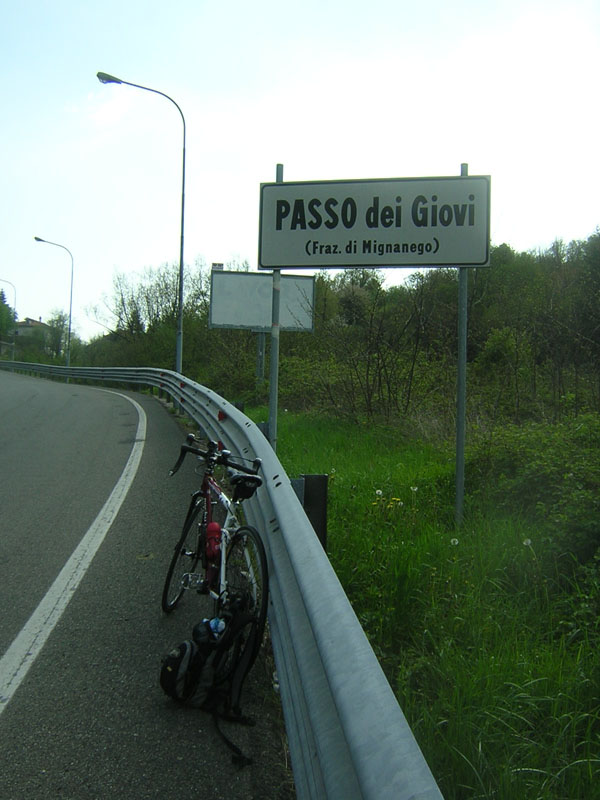 PASSO dei Giovi
(Fraz. di Mignanego)